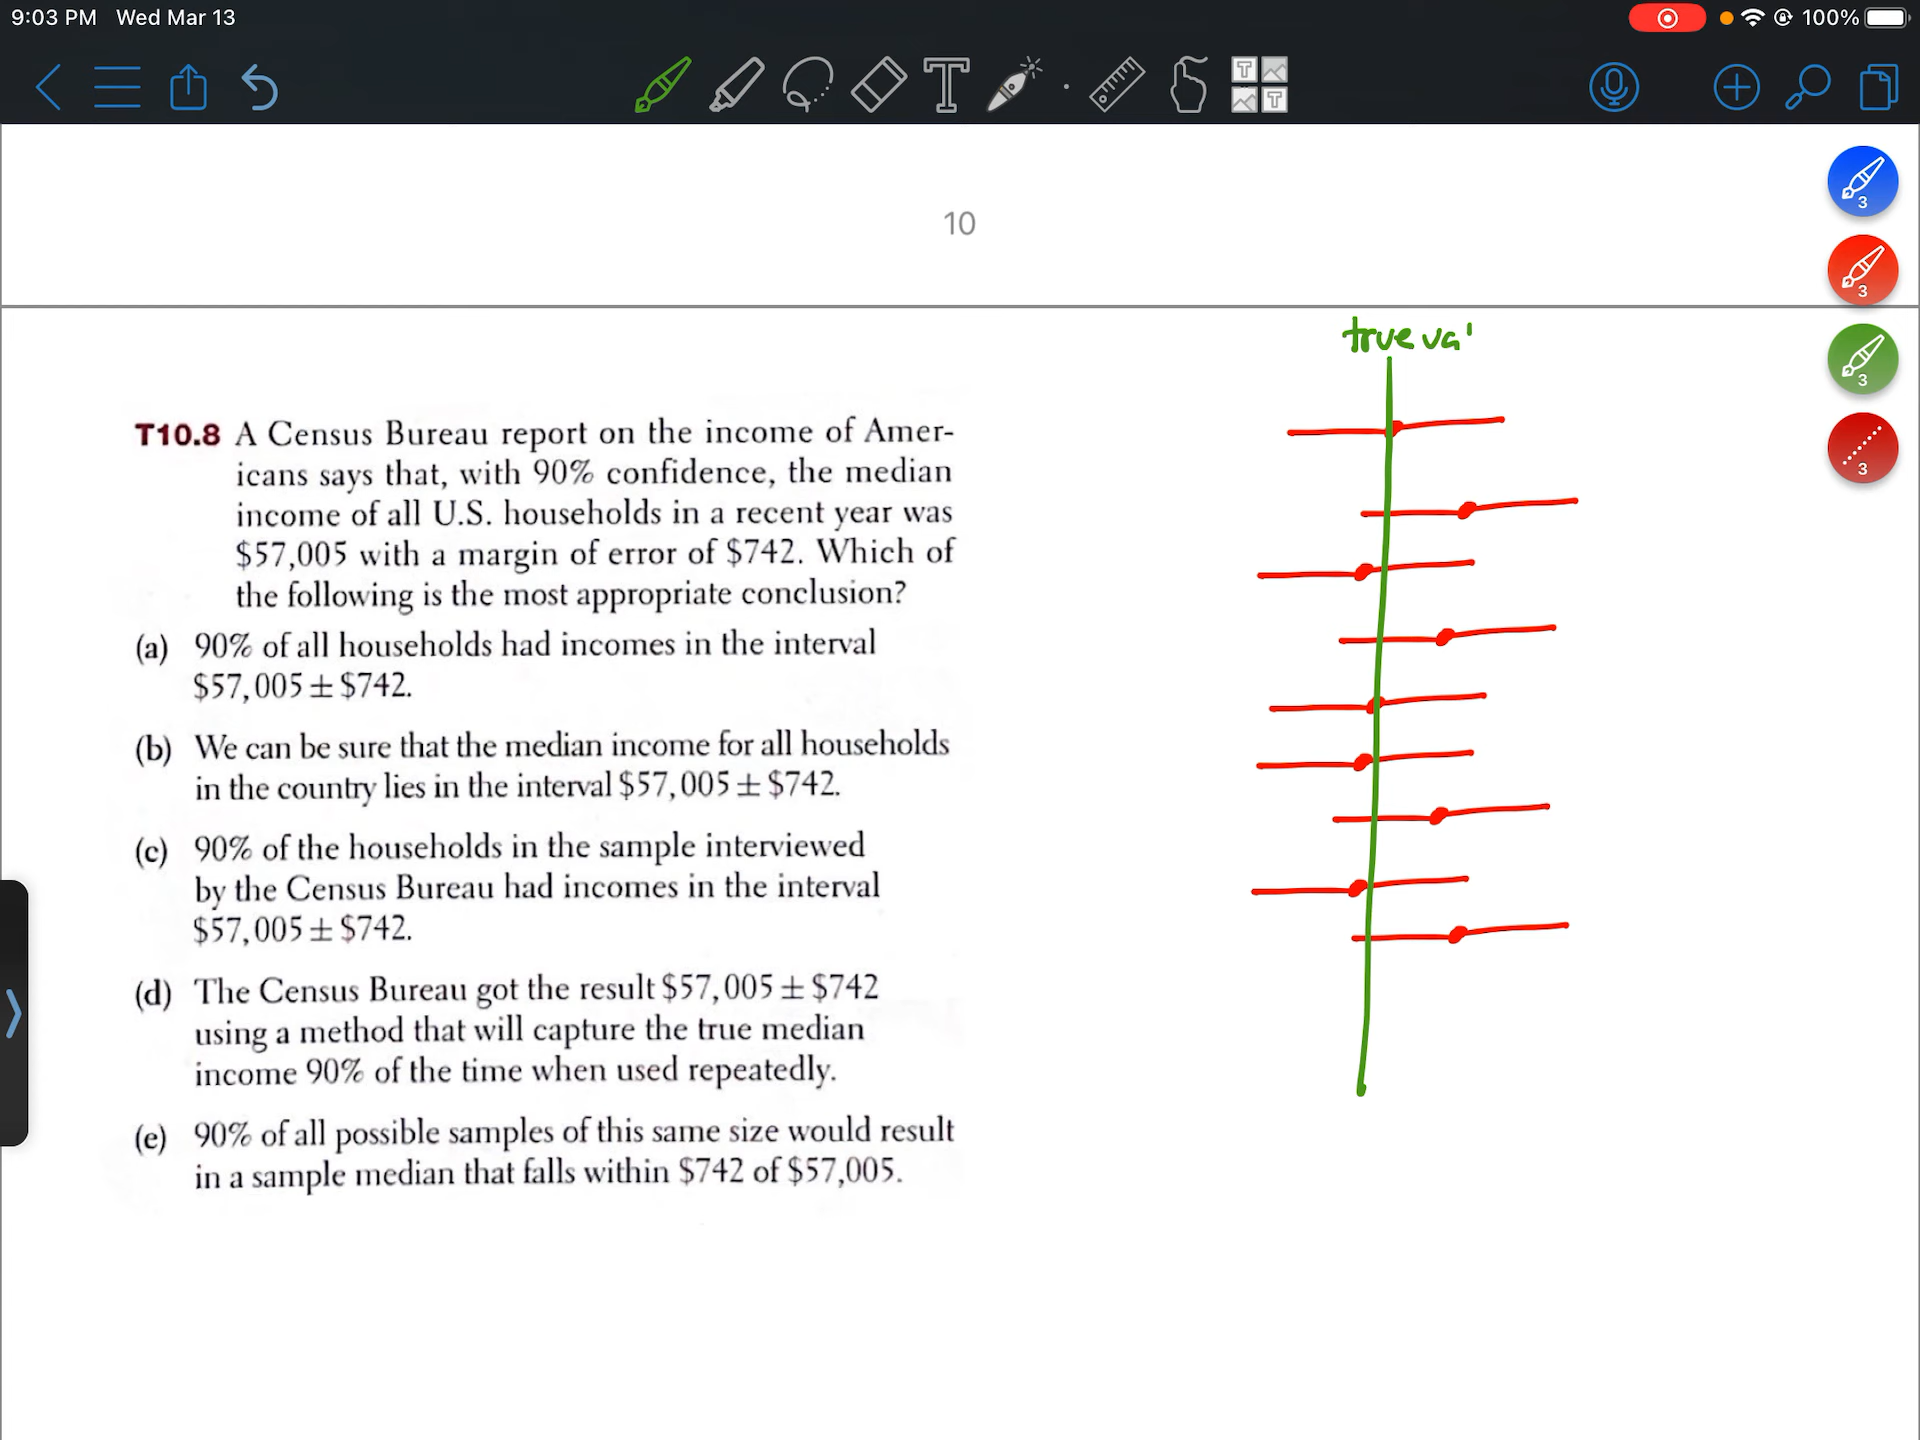 9:03 PM Wed Mar 13
100%
T
T
T
3
10
3
true va'
3
T10.8 A Census Bureau report on the income of Amer-
icans says that, with 90% confidence, the median
income of all U.S. households in a recent year was
$57,005 with a margin of error of $742. Which of
the following is the most appropriate conclusion?
3
(a) 90% of all households had incomes in the interval
$57,005 ± $742.
(b) We can be sure that the median income for all households
in the country lies in the interval $57,005 ± $742.
(c) 90% of the households in the sample interviewed
by the Census Bureau had incomes in the interval
$57,005 ± $742.
(d) The Census Bureau got the result $57,005 ± $742
using a method that will capture the true median
income 90% of the time when used repeatedly.
(e) 90% of all possible samples of this same size would result
in a sample median that falls within $742 of $57,005.